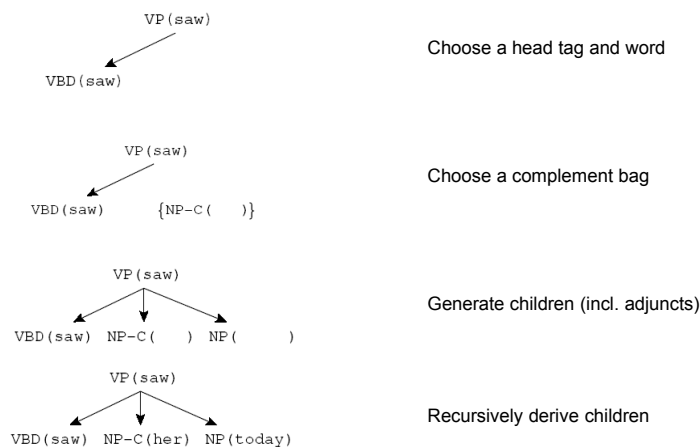 VP(saw)
Choose a head tag and word
VBD(saw)
VP(saw)
Choose a complement bag
VBD(saw) {NP-C( )}
VP(saw)
Generate children (incl. adjuncts)
VBD(saw) NP-C( ) NP( )
VP(saw)
Recursively derive children
VBD(saw) NP-C(her) NP(today)